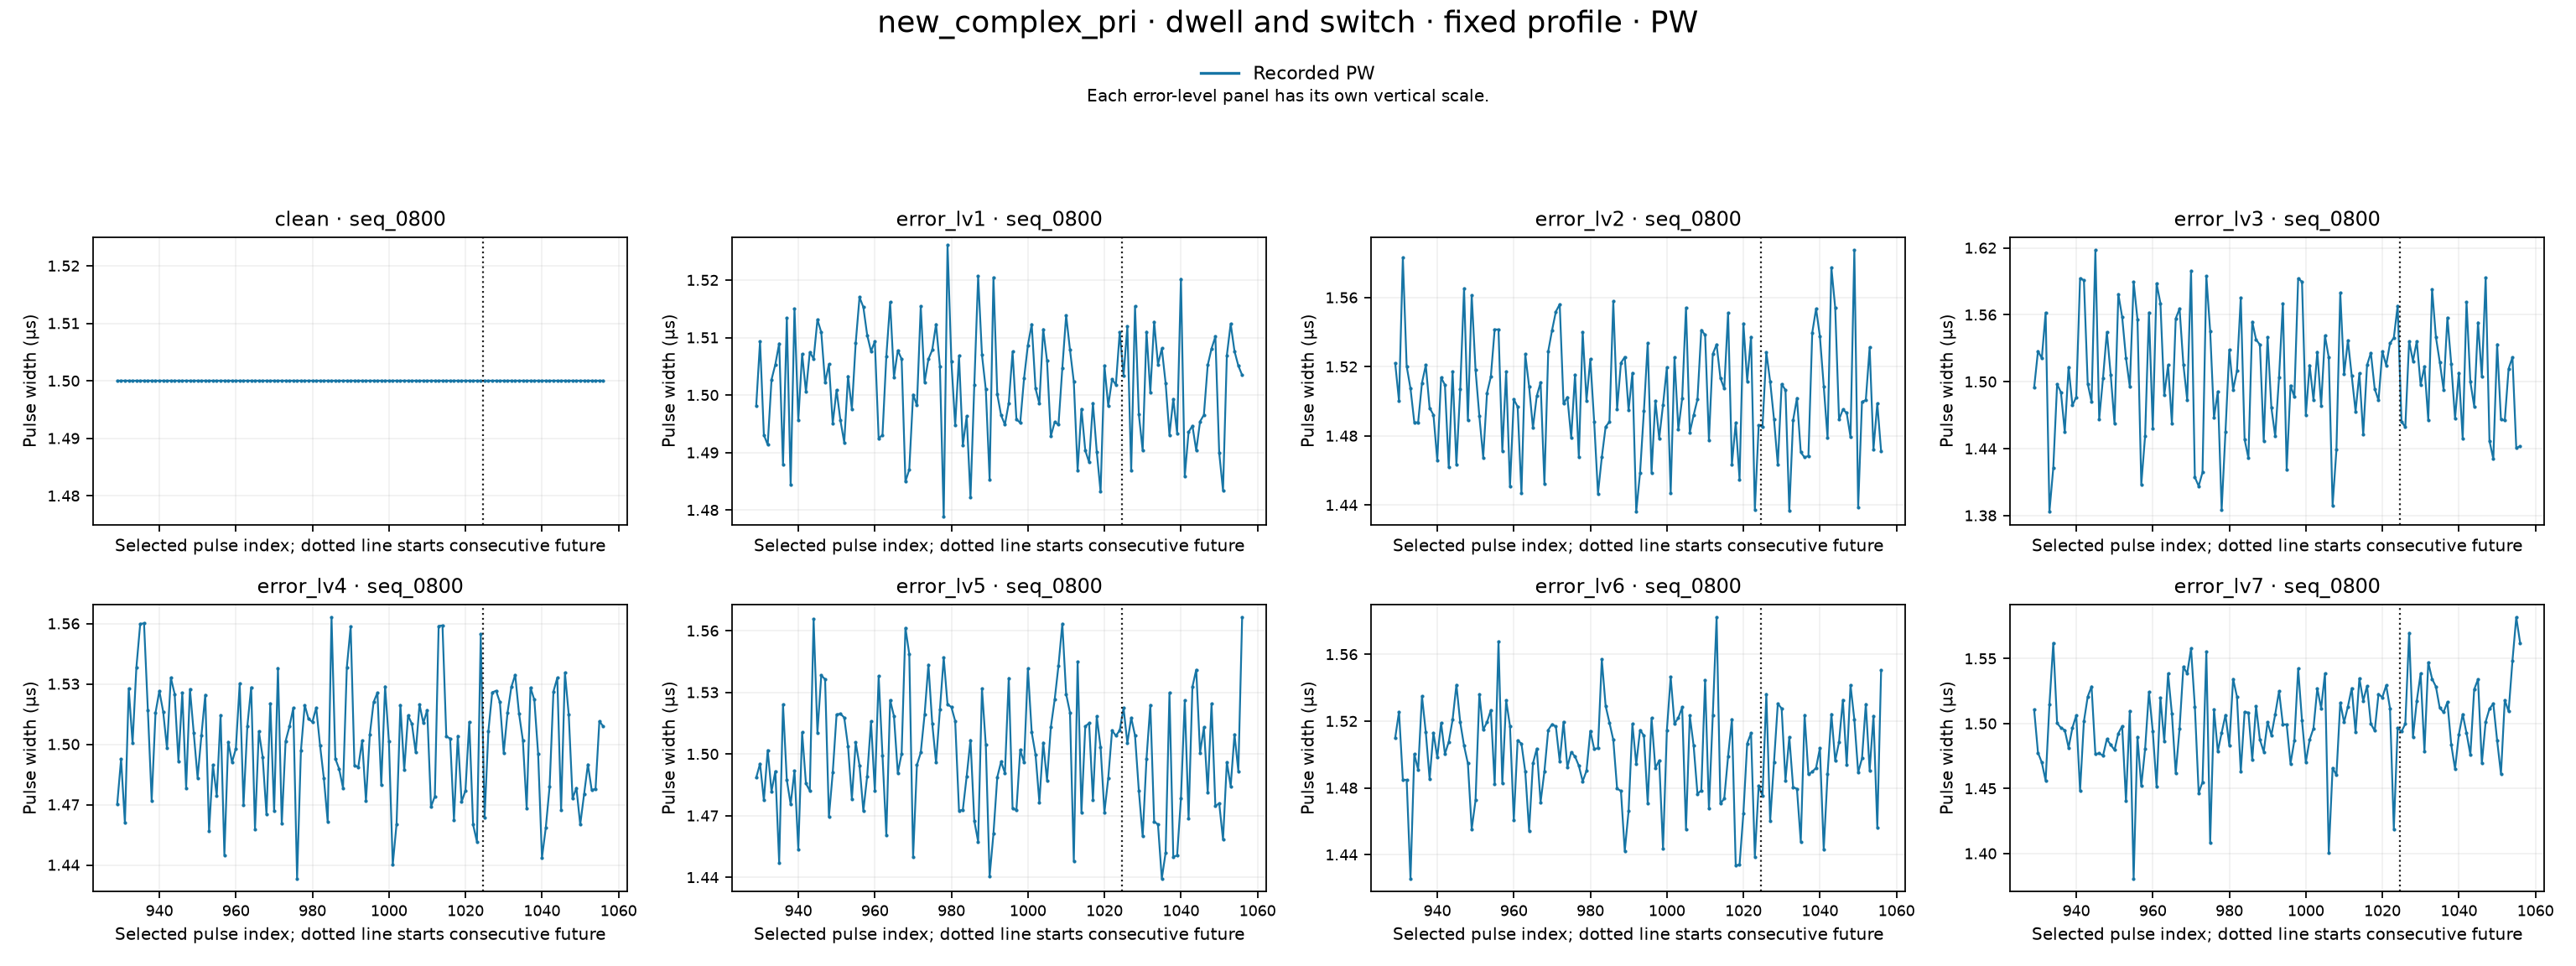 new_complex_pri · dwell and switch · fixed profile · PW
Recorded PW
Each error-level panel has its own vertical scale.
clean · seq_0800
1.52
1.51
1.50
1.49
1.48
Pulse width (µs)
Selected pulse index; dotted line starts consecutive future
error_lv1 · seq_0800
1.52
1.51
1.50
1.49
1.48
Pulse width (µs)
Selected pulse index; dotted line starts consecutive future
error_lv2 · seq_0800
1.56
1.52
1.48
1.44
Pulse width (µs)
Selected pulse index; dotted line starts consecutive future
error_lv3 · seq_0800
1.62
1.56
1.50
1.44
1.38
Pulse width (µs)
Selected pulse index; dotted line starts consecutive future
error_lv4 · seq_0800
1.56
1.53
1.50
1.47
1.44
Pulse width (µs)
940 960 980 1000 1020 1040 1060
Selected pulse index; dotted line starts consecutive future
error_lv5 · seq_0800
1.56
1.53
1.50
1.47
1.44
Pulse width (µs)
940 960 980 1000 1020 1040 1060
Selected pulse index; dotted line starts consecutive future
error_lv6 · seq_0800
1.56
1.52
1.48
1.44
Pulse width (µs)
940 960 980 1000 1020 1040 1060
Selected pulse index; dotted line starts consecutive future
error_lv7 · seq_0800
1.55
1.50
1.45
1.40
Pulse width (µs)
940 960 980 1000 1020 1040 1060
Selected pulse index; dotted line starts consecutive future